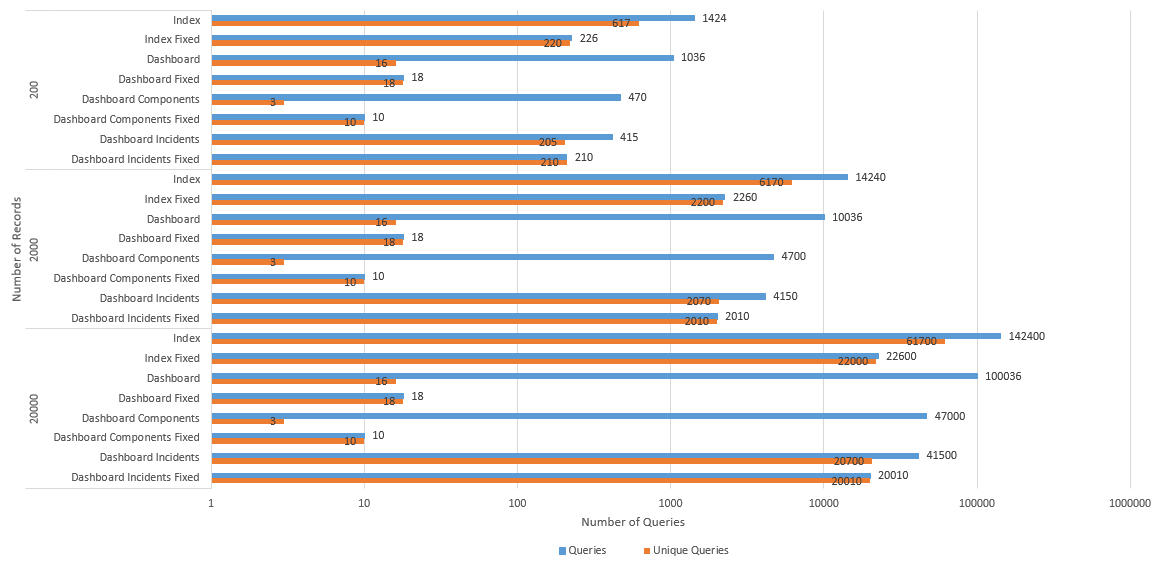 Number of Records
200
Index 1424 617
Index Fixed 226 220
Dashboard 1036 16
Dashboard Fixed 18 18
Dashboard Components 470 3
Dashboard Components Fixed 10 10
Dashboard Incidents 415 205
Dashboard Incidents Fixed 210 210
2000
Index 14240 6170
Index Fixed 2260 2200
Dashboard 10036 16
Dashboard Fixed 18 18
Dashboard Components 4700 3
Dashboard Components Fixed 10 10
Dashboard Incidents 4150 2070
Dashboard Incidents Fixed 2010 2010
20000
Index 142400 61700
Index Fixed 22600 22000
Dashboard 100036 16
Dashboard Fixed 18 18
Dashboard Components 47000 3
Dashboard Components Fixed 10 10
Dashboard Incidents 41500 20700
Dashboard Incidents Fixed 20010 20010
1 10 100 1000 10000 100000 1000000
Number of Queries
Queries Unique Queries